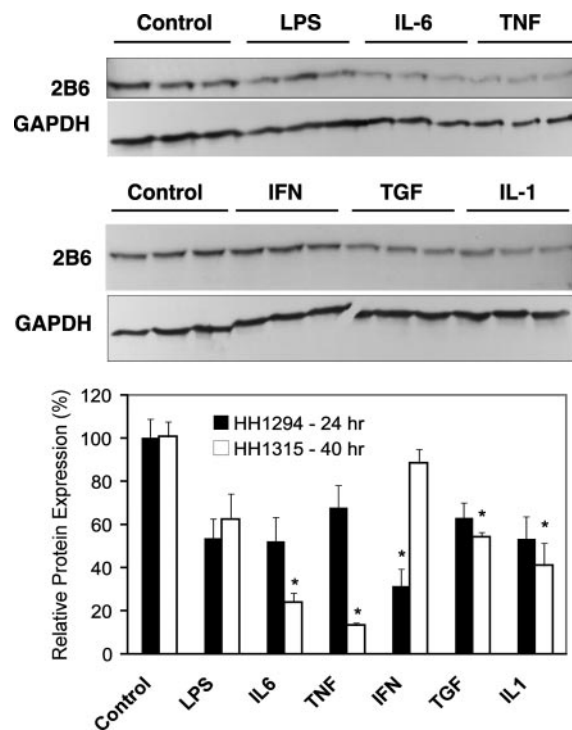 Control LPS IL-6 TNF
2B6
GAPDH
Control IFN TGF IL-1
2B6
GAPDH
Relative Protein Expression (%)
120
100
80
60
40
20
0
HH1294 - 24 hr
HH1315 - 40 hr
* * * * *
Control LPS IL6 TNF IFN TGF IL1